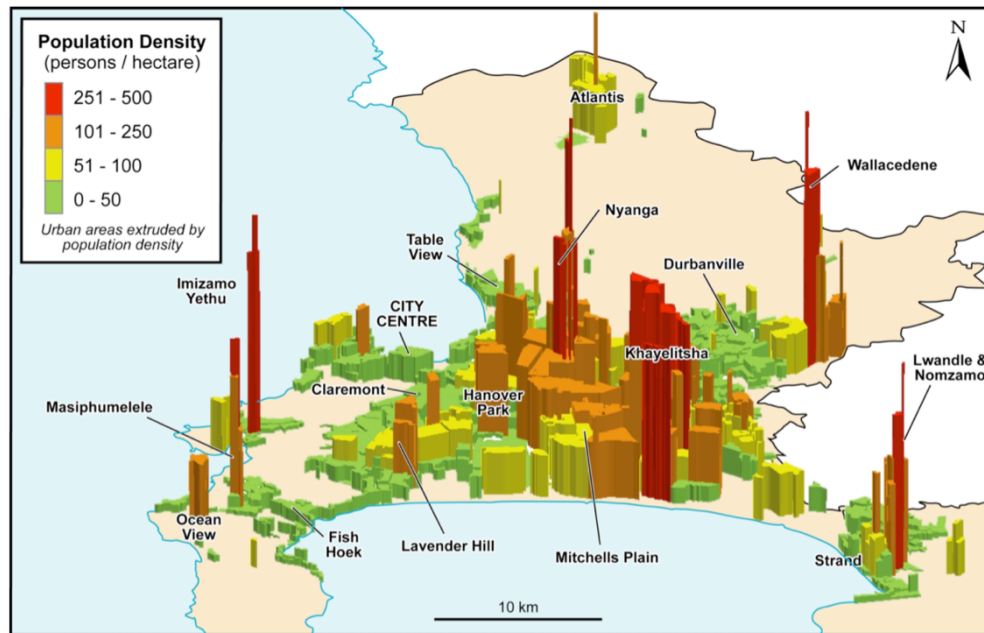 Population Density
(persons / hectare)
251 - 500
101 - 250
51 - 100
0 - 50
Urban areas extruded by
population density
N
Atlantis
Wallacedene
Nyanga
Table
View
Durbanville
Imizamo
Yethu
CITY
CENTRE
Khayelitsha
Lwandle &
Nomzamo
Claremont
Hanover
Park
Masiphumelele
Ocean
View
Fish
Hoek
Lavender Hill
Mitchells Plain
Strand
10 km